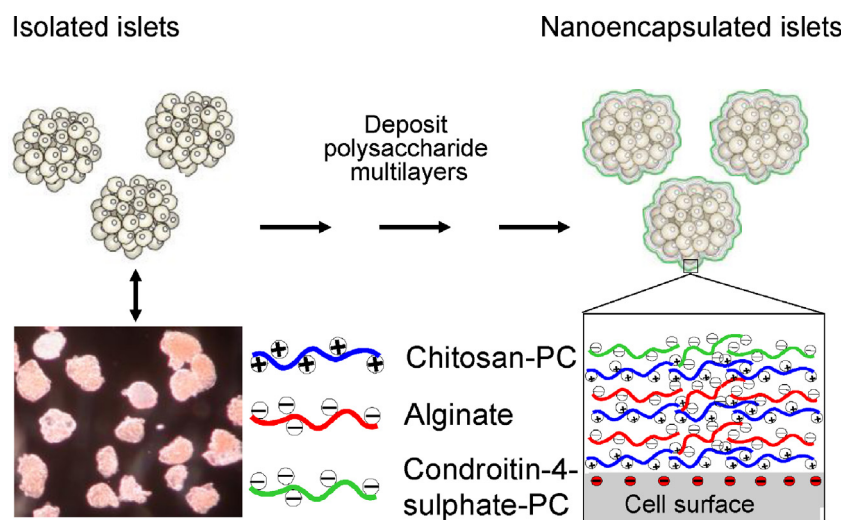 Isolated islets
Nanoencapsulated islets
Deposit
polysaccharide
multilayers
Chitosan-PC
Alginate
Condroitin-4-
sulphate-PC
Cell surface